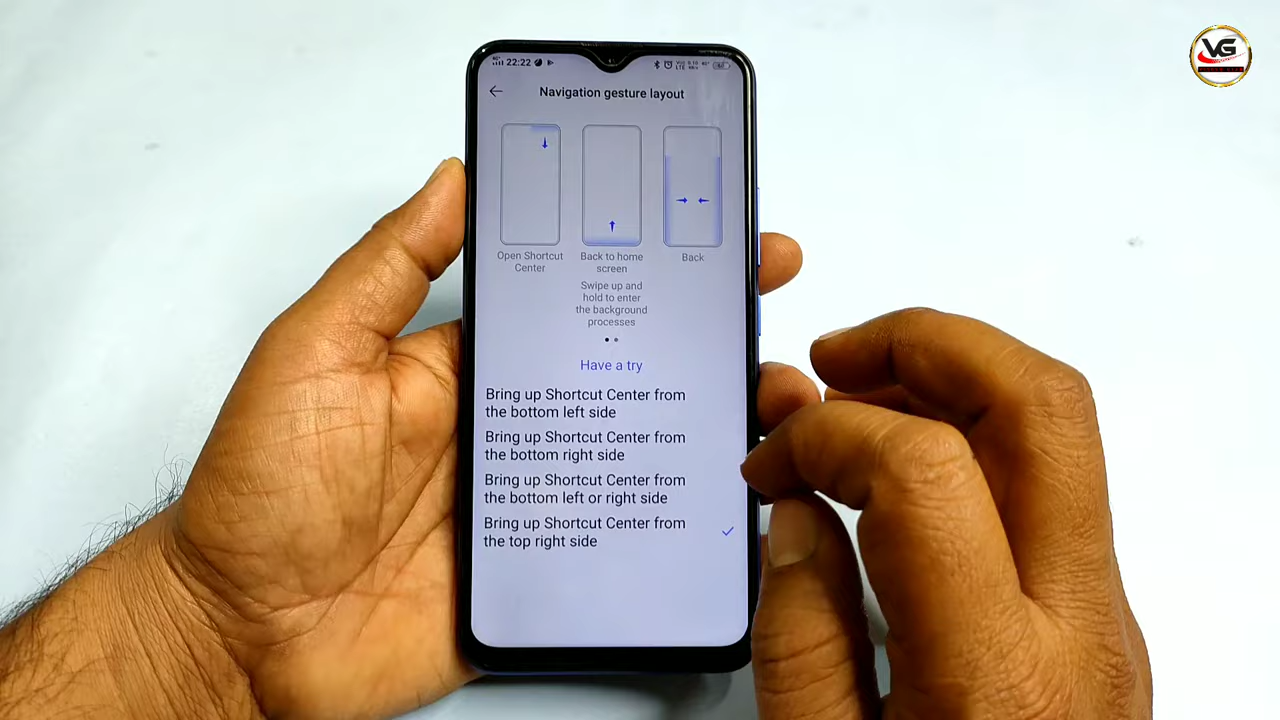 22:22
Navigation gesture layout
Open Shortcut
Center
Back to home
screen
Back
Swipe up and
hold to enter
the background
processes
Have a try
Bring up Shortcut Center from
the bottom left side
Bring up Shortcut Center from
the bottom right side
Bring up Shortcut Center from
the bottom left or right side
Bring up Shortcut Center from
the top right side
VG